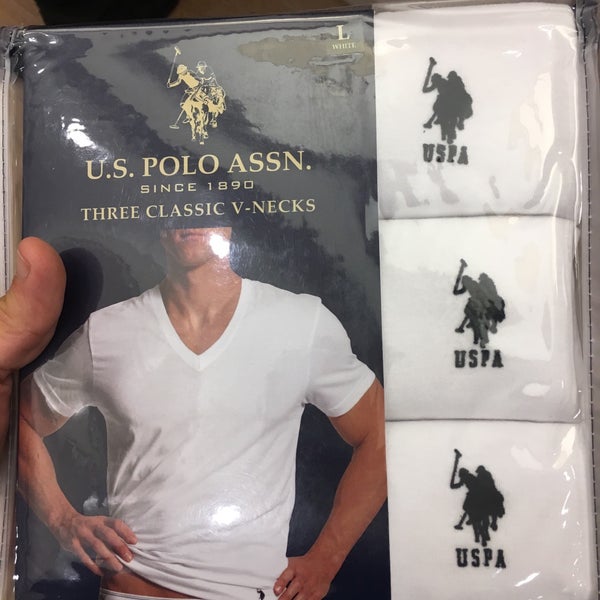 L
WHITE
U.S. POLO ASSN.
SINCE 1890
THREE CLASSIC V-NECKS
USPA
USPA
USPA